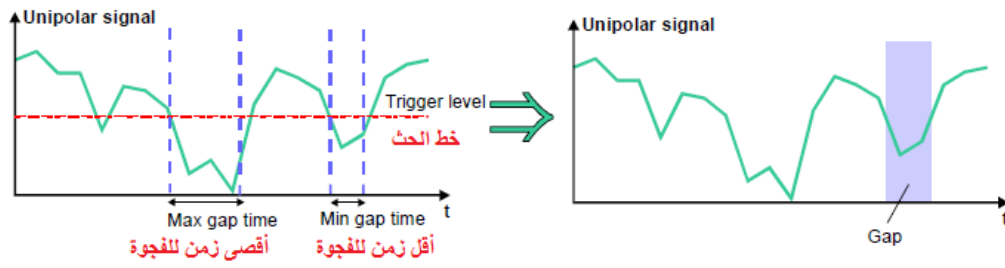 Unipolar signal
Trigger level
خط الحث
t
Max gap time
Min gap time
أقصى زمن للفجوة
أقل زمن للفجوة
Unipolar signal
t
Gap